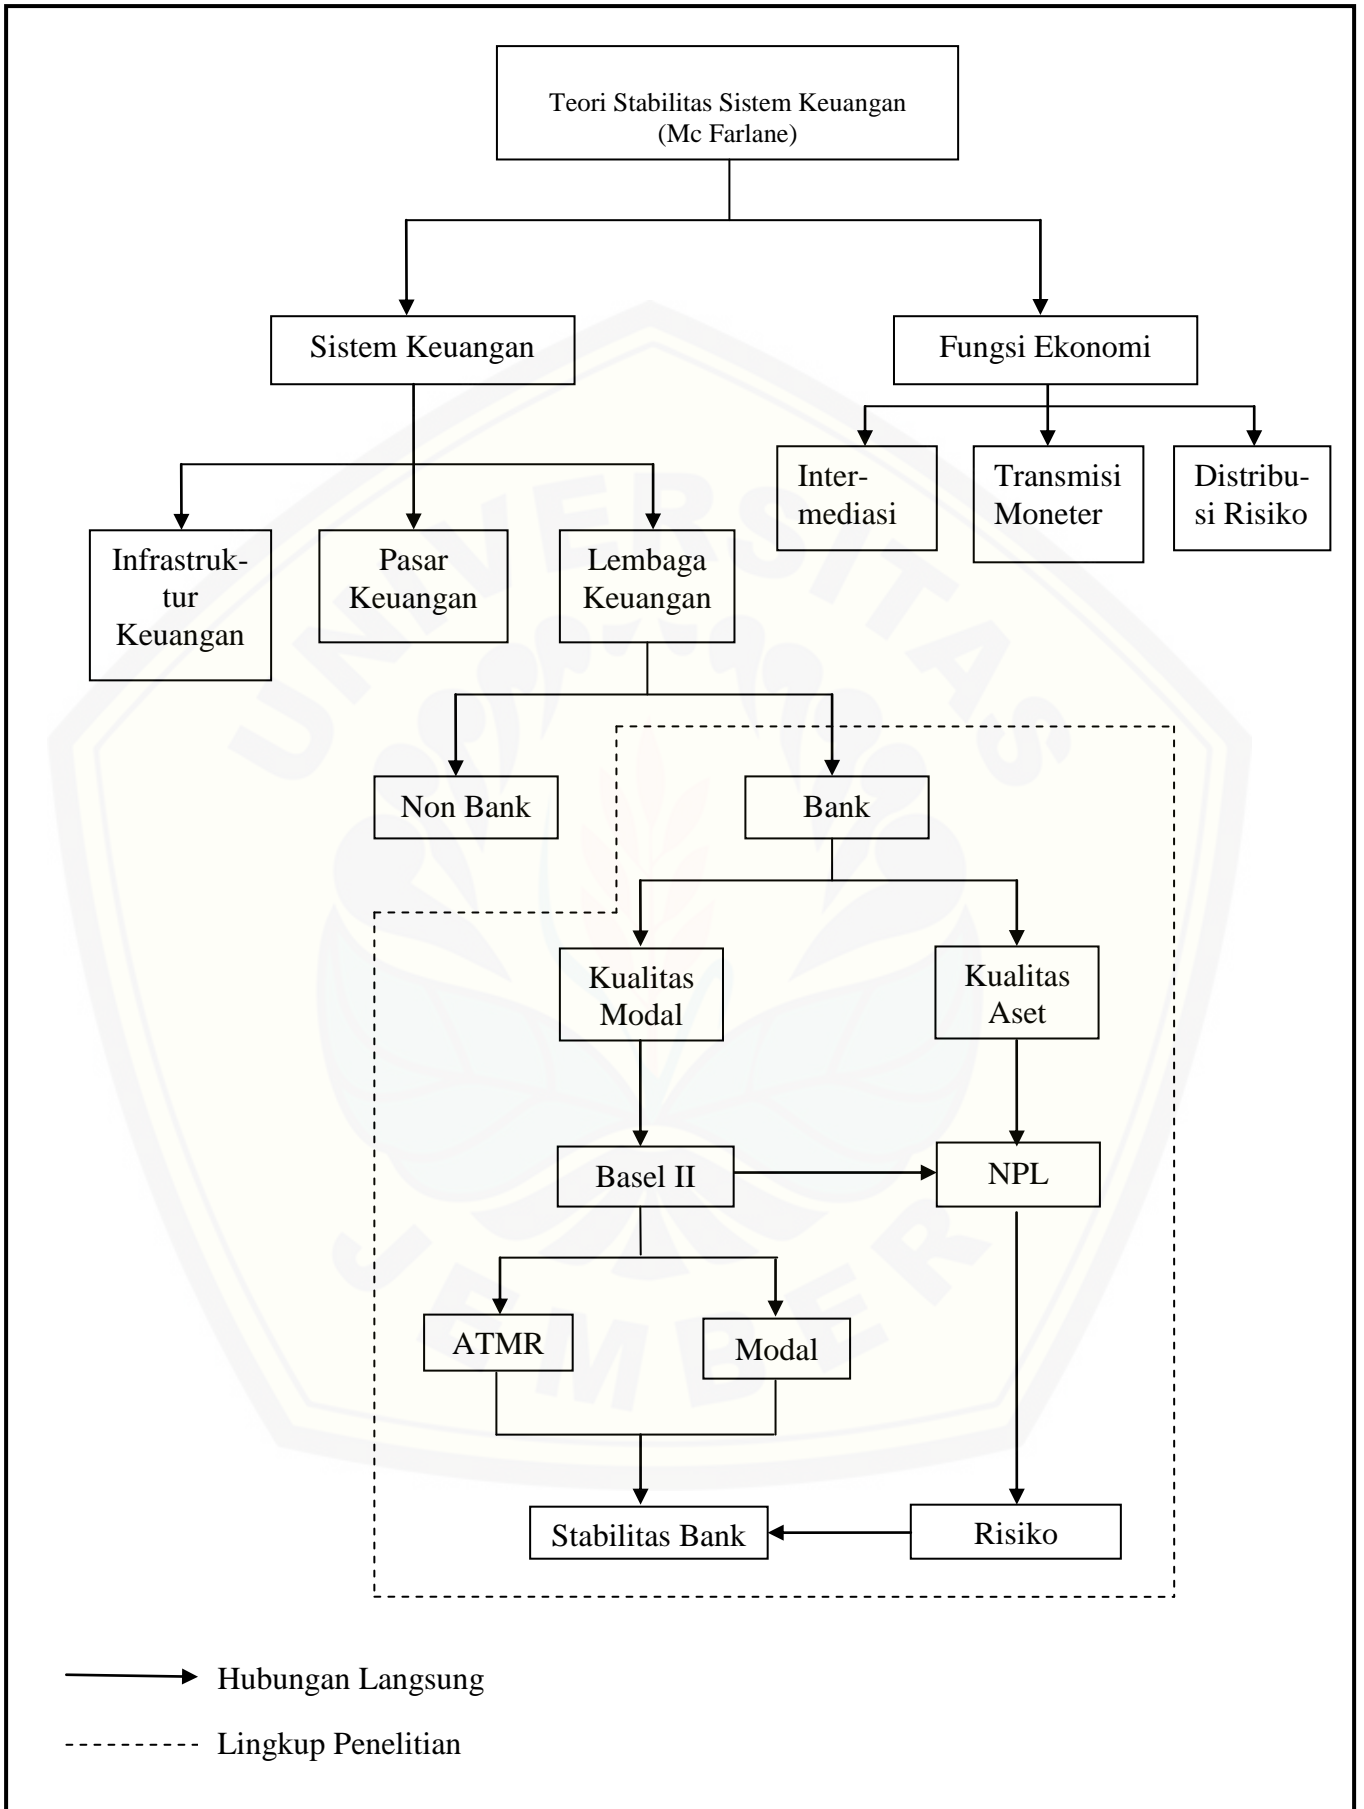 Teori Stabilitas Sistem Keuangan
(Mc Farlane)
Sistem Keuangan
Fungsi Ekonomi
Inter-
mediasi
Transmisi
Moneter
Distribu-
si Risiko
Infrastruk-
tur
Keuangan
Pasar
Keuangan
Lembaga
Keuangan
Non Bank
Bank
Kualitas
Modal
Kualitas
Aset
Basel II
NPL
ATMR
Modal
Stabilitas Bank
Risiko
Hubungan Langsung
Lingkup Penelitian
UNIVERSITAS
JEMBER